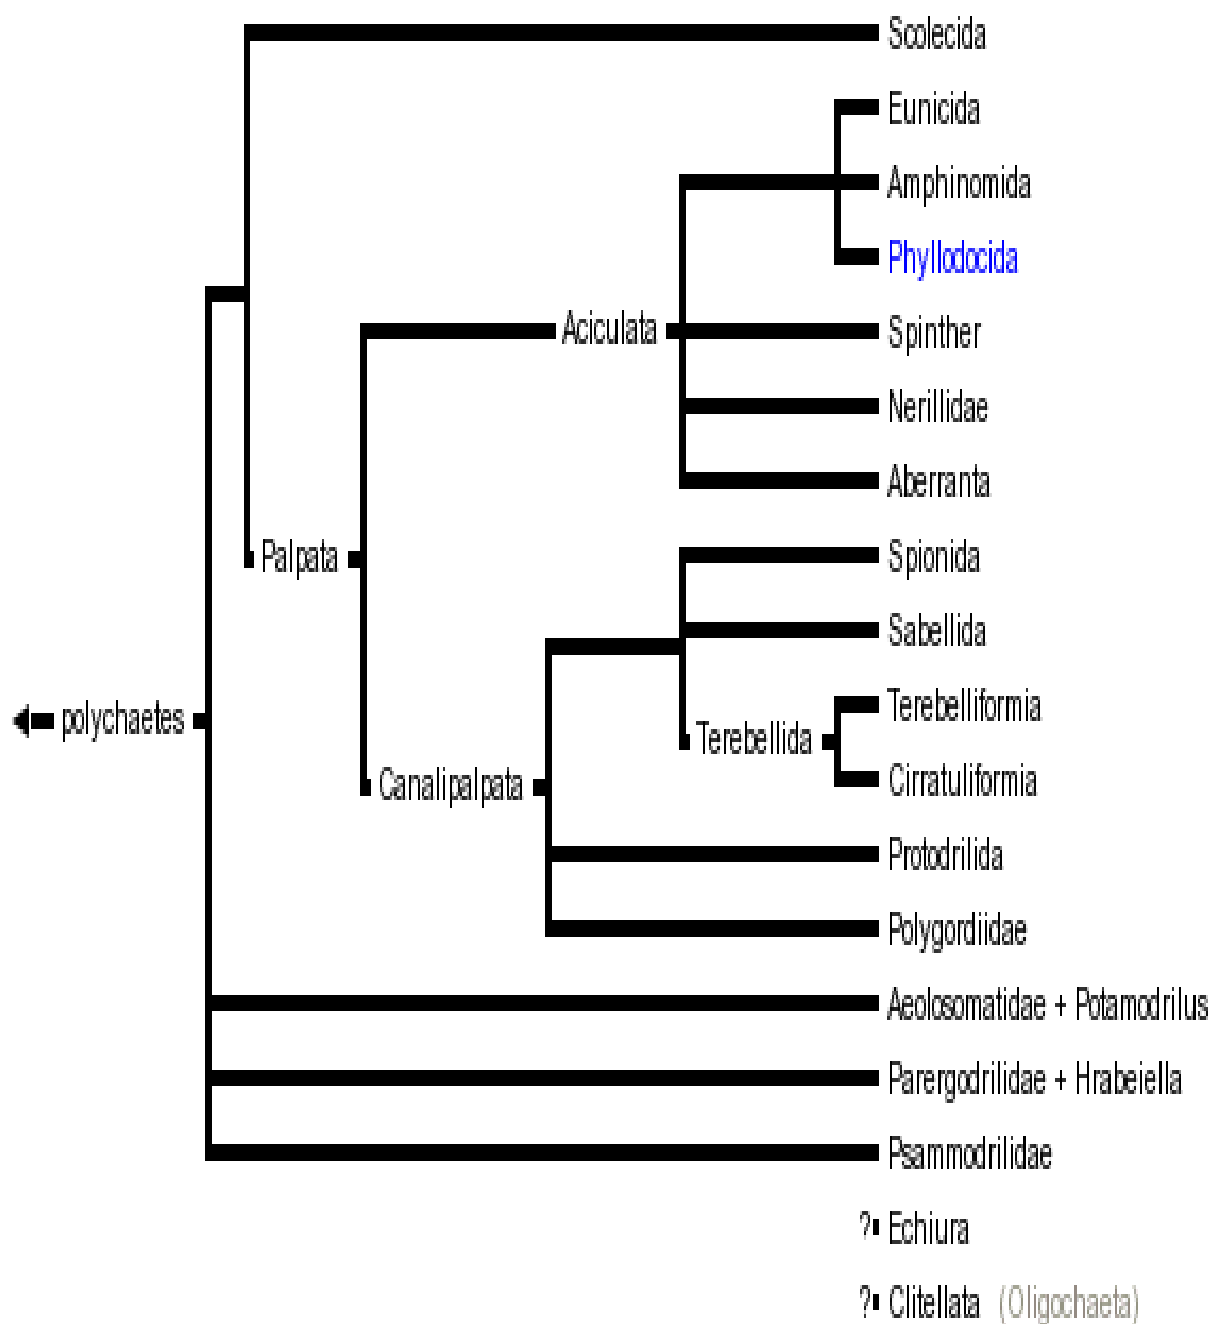 Scolecida
Eunicida
Amphinomida
Phyllodocida
Aciculata
Spinther
Nerillidae
Aberranta
Spionida
Palpata
Sabellida
Terebelliformia
polychaetes
Terebellida
Cirratuliformia
Canalipalpata
Protodrilida
Polygordiidae
Aeolosomatidae + Potamodrilus
Parergodrilidae + Hrabeiella
Psammodrilidae
? Echiura
? Clitellata (Oligochaeta)